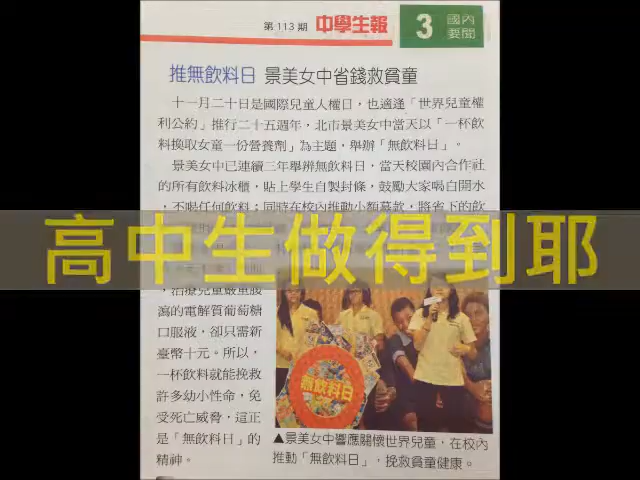 第113期 中學生報 3 國內要聞
推無飲料日 景美女中省錢救貧童
十一月二十日是國際兒童人權日，也適逢「世界兒童權
利公約」推行二十五週年，北市景美女中當天以「一杯飲
料換取女童一份營養劑」為主題，舉辦「無飲料日」。
景美女中已連續三年舉辨無飲料日，當天校園內合作社
的所有飲料冰櫃，貼上學生自製封條，鼓勵大家喝白開水
，不喝任何飲料；同時在校內推動小額募款，將省下的飲
高中生做得到耶
，治療兒童嚴重腹
瀉的電解質葡萄糖
口服液，卻只需新
臺幣十元。所以，
一杯飲料就能挽救
許多幼小性命，免
受死亡威脅，這正
是「無飲料日」的
精神。
無飲料日
▲景美女中響應關懷世界兒童，在校內
推動「無飲料日」，挽救貧童健康。